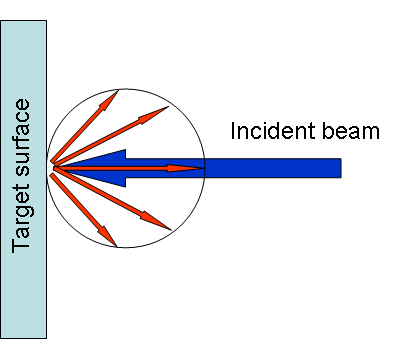 Target surface
Incident beam